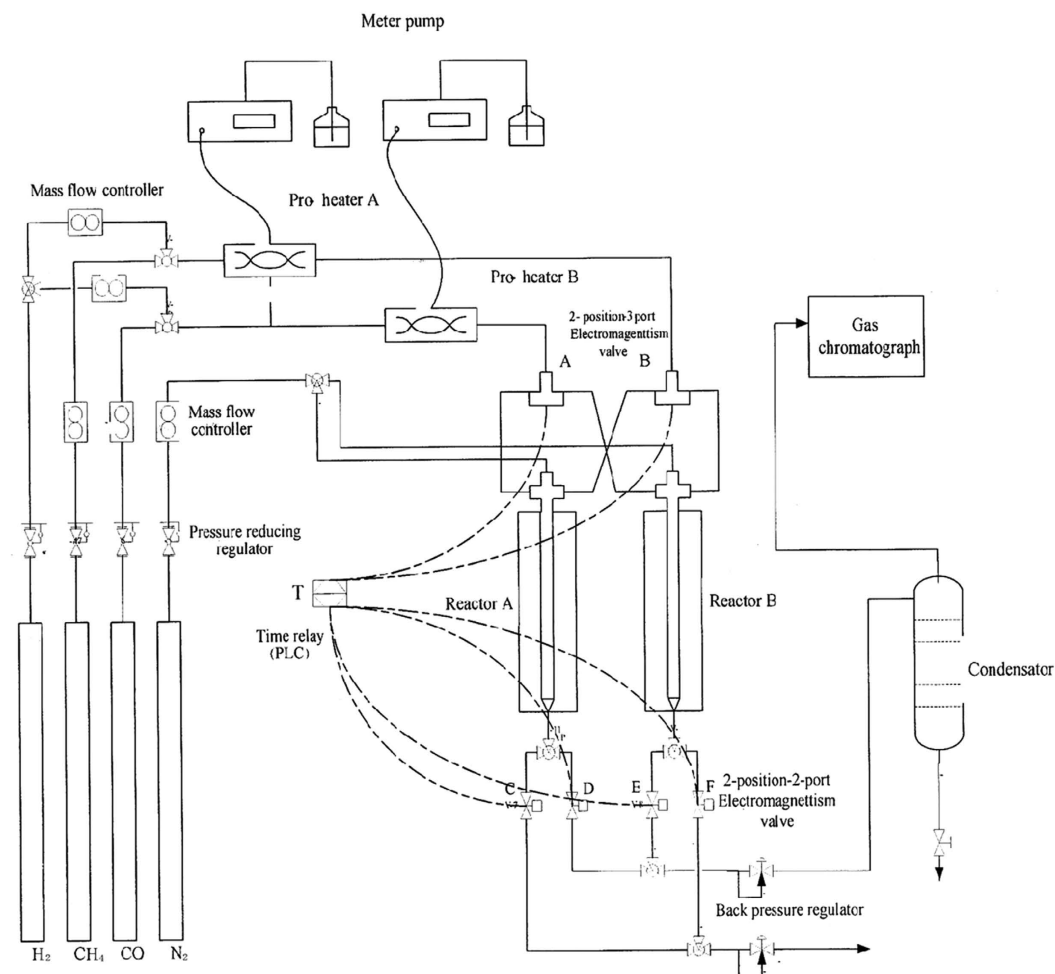 Meter pump
Mass flow controller
Pro- heater A
Pro- heater B
2- position-3 port
Electromagenttism
valve
A
B
Gas
chromatograph
Mass flow
controller
Pressure reducing
regulator
T
Reactor A
Reactor B
Time relay
(PLC)
Condensator
C
D
E
F
2-position-2-port
Electromagnettism
valve
Back pressure regulator
H₂
CH₄
CO
N₂